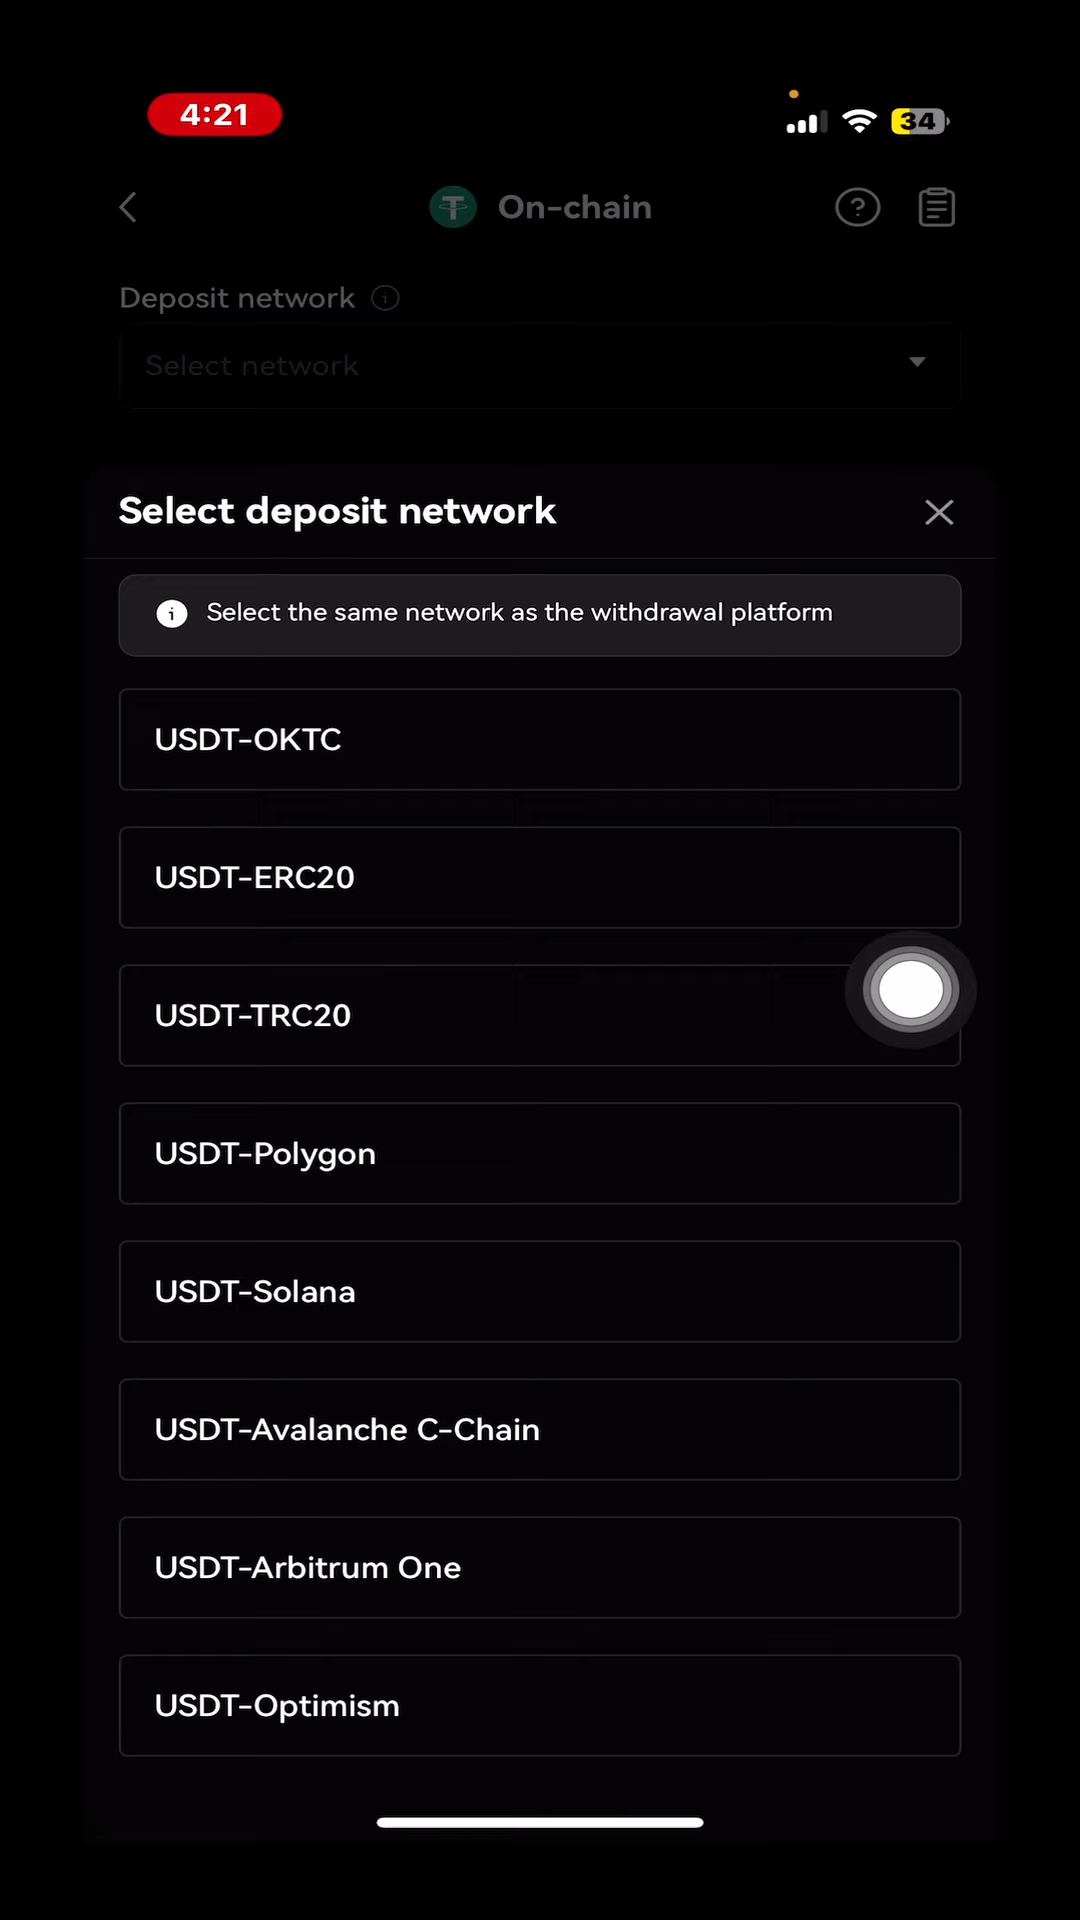 4:21
34
On-chain
Deposit network
Select network
Select deposit network
Select the same network as the withdrawal platform
USDT-OKTC
USDT-ERC20
USDT-TRC20
USDT-Polygon
USDT-Solana
USDT-Avalanche C-Chain
USDT-Arbitrum One
USDT-Optimism